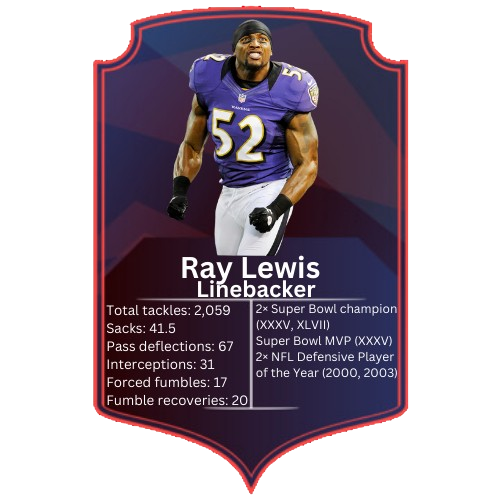 52
52
Ray Lewis
Linebacker
Total tackles: 2,059
Sacks: 41.5
Pass deflections: 67
Interceptions: 31
Forced fumbles: 17
Fumble recoveries: 20
2× Super Bowl champion
(XXXV, XLVII)
Super Bowl MVP (XXXV)
2× NFL Defensive Player
of the Year (2000, 2003)